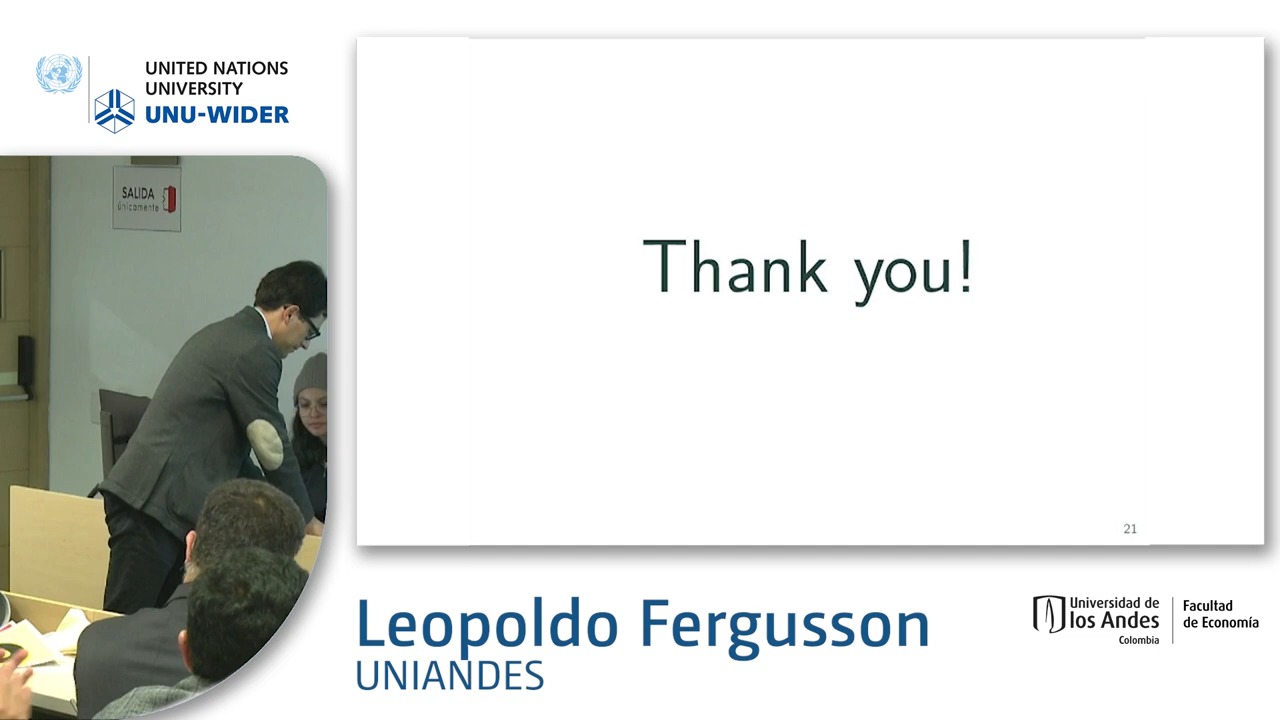 UNITED NATIONS
UNIVERSITY
UNU-WIDER
SALIDA
únicamente
Thank you!
21
Leopoldo Fergusson
UNIANDES
Universidad de
los Andes
Colombia
Facultad
de Economía